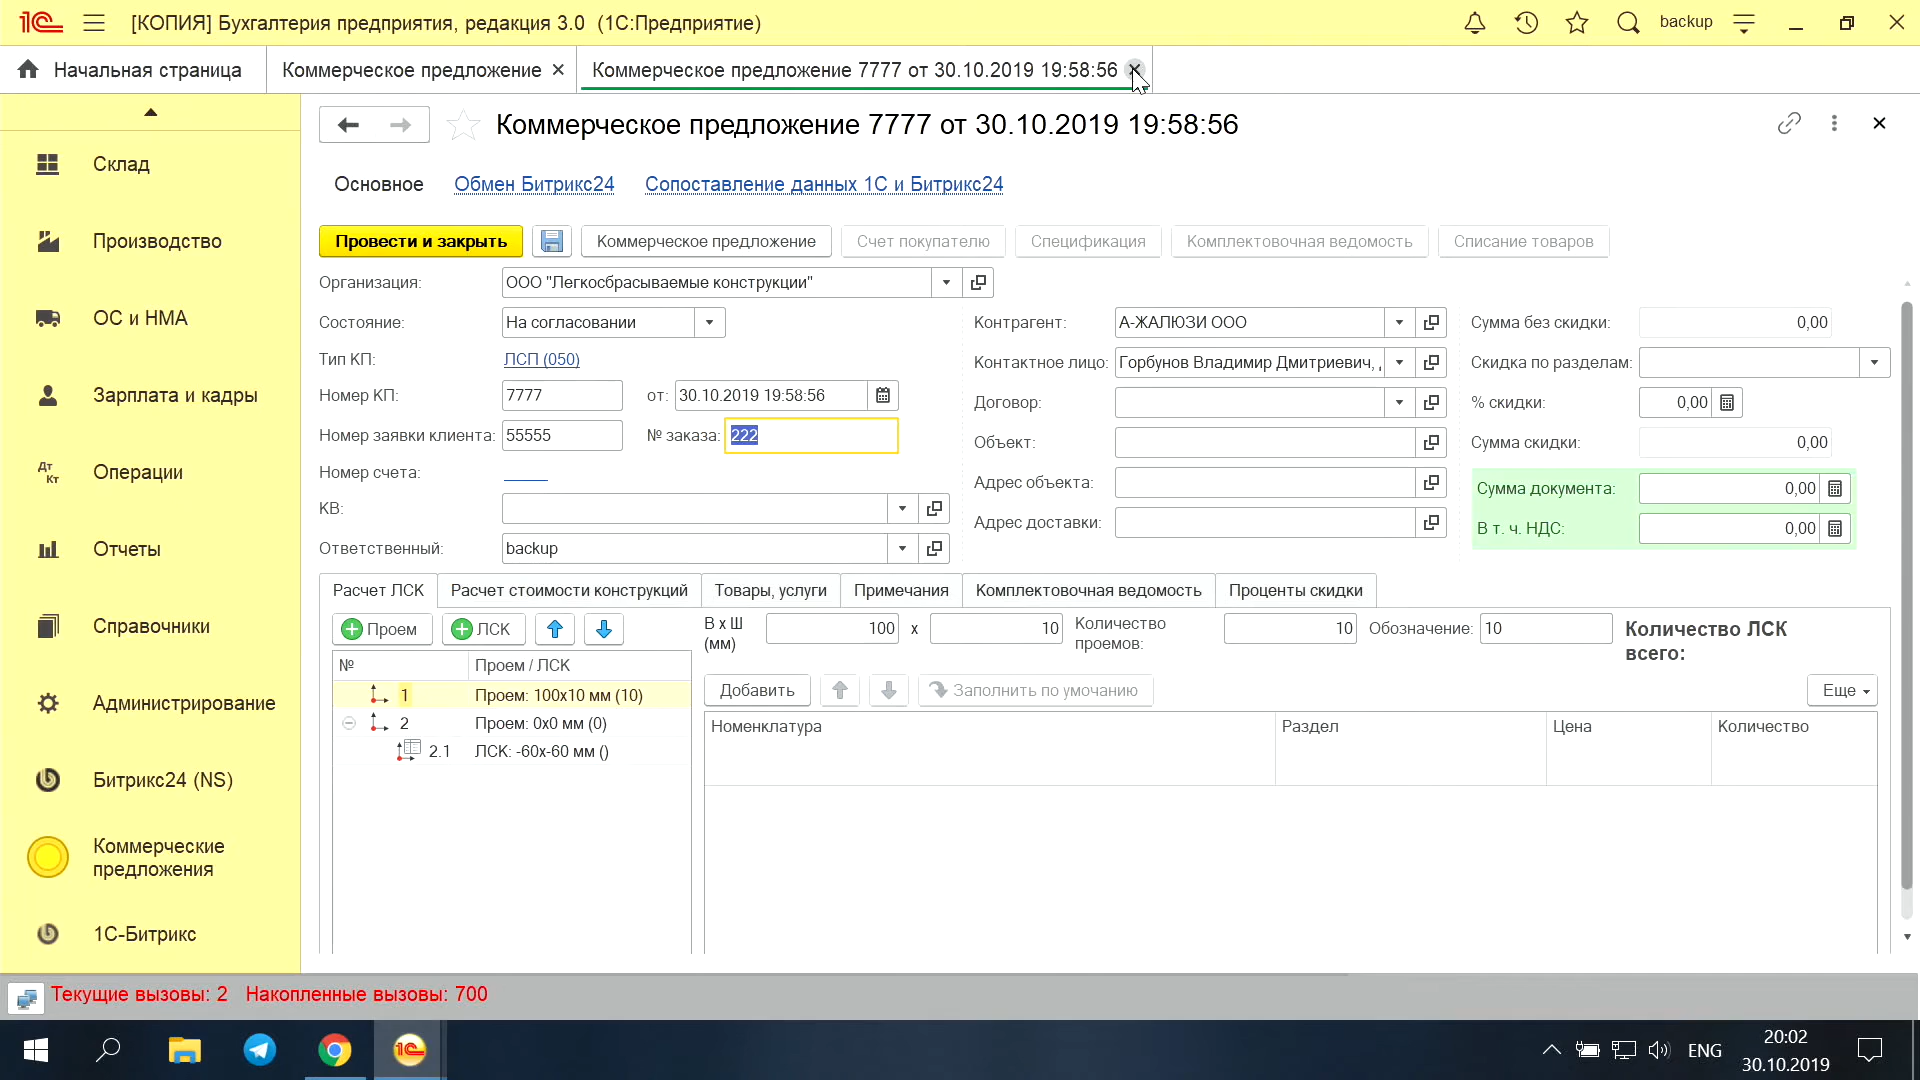 [КОПИЯ] Бухгалтерия предприятия, редакция 3.0 (1С:Предприятие)
backup
Начальная страница
Коммерческое предложение
Коммерческое предложение 7777 от 30.10.2019 19:58:56
Коммерческое предложение 7777 от 30.10.2019 19:58:56
Основное
Обмен Битрикс24
Сопоставление данных 1С и Битрикс24
Провести и закрыть
Коммерческое предложение
Счет покупателю
Спецификация
Комплектовочная ведомость
Списание товаров
Склад
Производство
ОС и НМА
Зарплата и кадры
Дт Кт
Операции
Отчеты
Справочники
Администрирование
Битрикс24 (NS)
Коммерческие
предложения
1С-Битрикс
Организация: ООО "Легкосбрасываемые конструкции"
Состояние: На согласовании
Тип КП: ЛСП (050)
Номер КП: 7777 от: 30.10.2019 19:58:56
Номер заявки клиента: 55555 № заказа: 222
Номер счета:
КВ:
Ответственный: backup
Контрагент: А-ЖАЛЮЗИ ООО
Контактное лицо: Горбунов Владимир Дмитриевич,
Договор:
Объект:
Адрес объекта:
Адрес доставки:
Сумма без скидки: 0,00
Скидка по разделам:
% скидки: 0,00
Сумма скидки: 0,00
Сумма документа: 0,00
В т. ч. НДС: 0,00
Расчет ЛСК
Расчет стоимости конструкций
Товары, услуги
Примечания
Комплектовочная ведомость
Проценты скидки
Проем
ЛСК
№ Проем / ЛСК
1 Проем: 100х10 мм (10)
2 Проем: 0х0 мм (0)
2.1 ЛСК: -60х-60 мм ()
В х Ш
(мм)
100 х 10
Количество
проемов:
10
Обозначение: 10
Количество ЛСК
всего:
Добавить
Заполнить по умочанию
Еще
Номенклатура Раздел Цена Количество
Текущие вызовы: 2 Накопленные вызовы: 700
ENG
20:02
30.10.2019